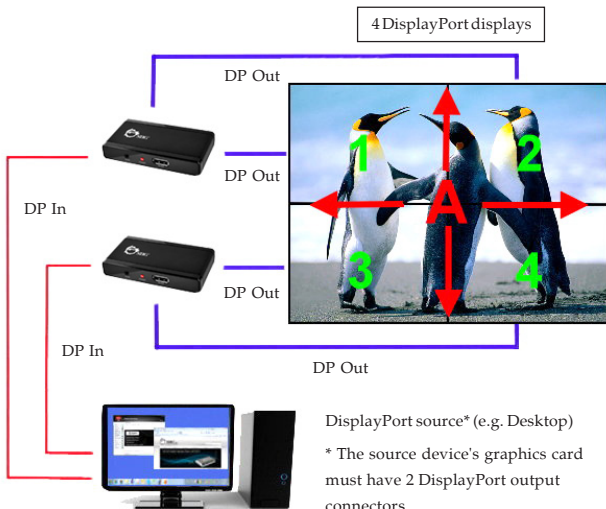 4 DisplayPort displays
DP Out
DP Out
1
2
DP In
A
3
4
DP Out
DP In
DP Out
DisplayPort source* (e.g. Desktop)
* The source device's graphics card
must have 2 DisplayPort output
connectors